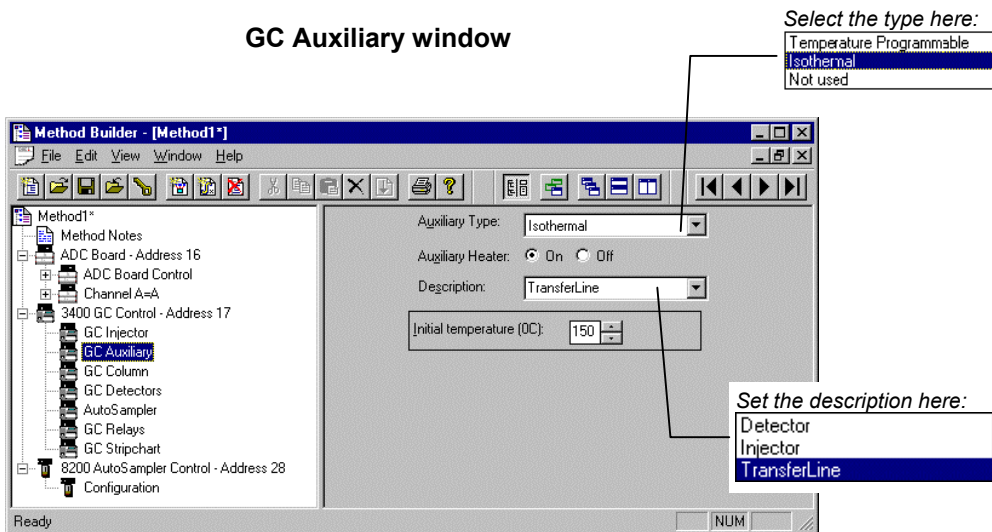 GC Auxiliary window
Select the type here:
Temperature Programmable
Isothermal
Not used
Method Builder - [Method1*]
File Edit View Window Help
Method1*
Method Notes
ADC Board - Address 16
ADC Board Control
Channel A=A
3400 GC Control - Address 17
GC Injector
GC Auxiliary
GC Column
GC Detectors
AutoSampler
GC Relays
GC Stripchart
8200 AutoSampler Control - Address 28
Configuration
Auxiliary Type: Isothermal
Auxiliary Heater: On Off
Description: TransferLine
Initial temperature (0C): 150
Set the description here:
Detector
Injector
TransferLine
Ready NUM